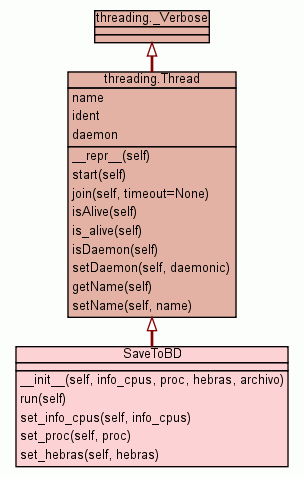 threading._Verbose
threading.Thread
name
ident
daemon
__repr__(self)
start(self)
join(self, timeout=None)
isAlive(self)
is_alive(self)
isDaemon(self)
setDaemon(self, daemonic)
getName(self)
setName(self, name)
SaveToBD
__init__(self, info_cpus, proc, hebras, archivo)
run(self)
set_info_cpus(self, info_cpus)
set_proc(self, proc)
set_hebras(self, hebras)